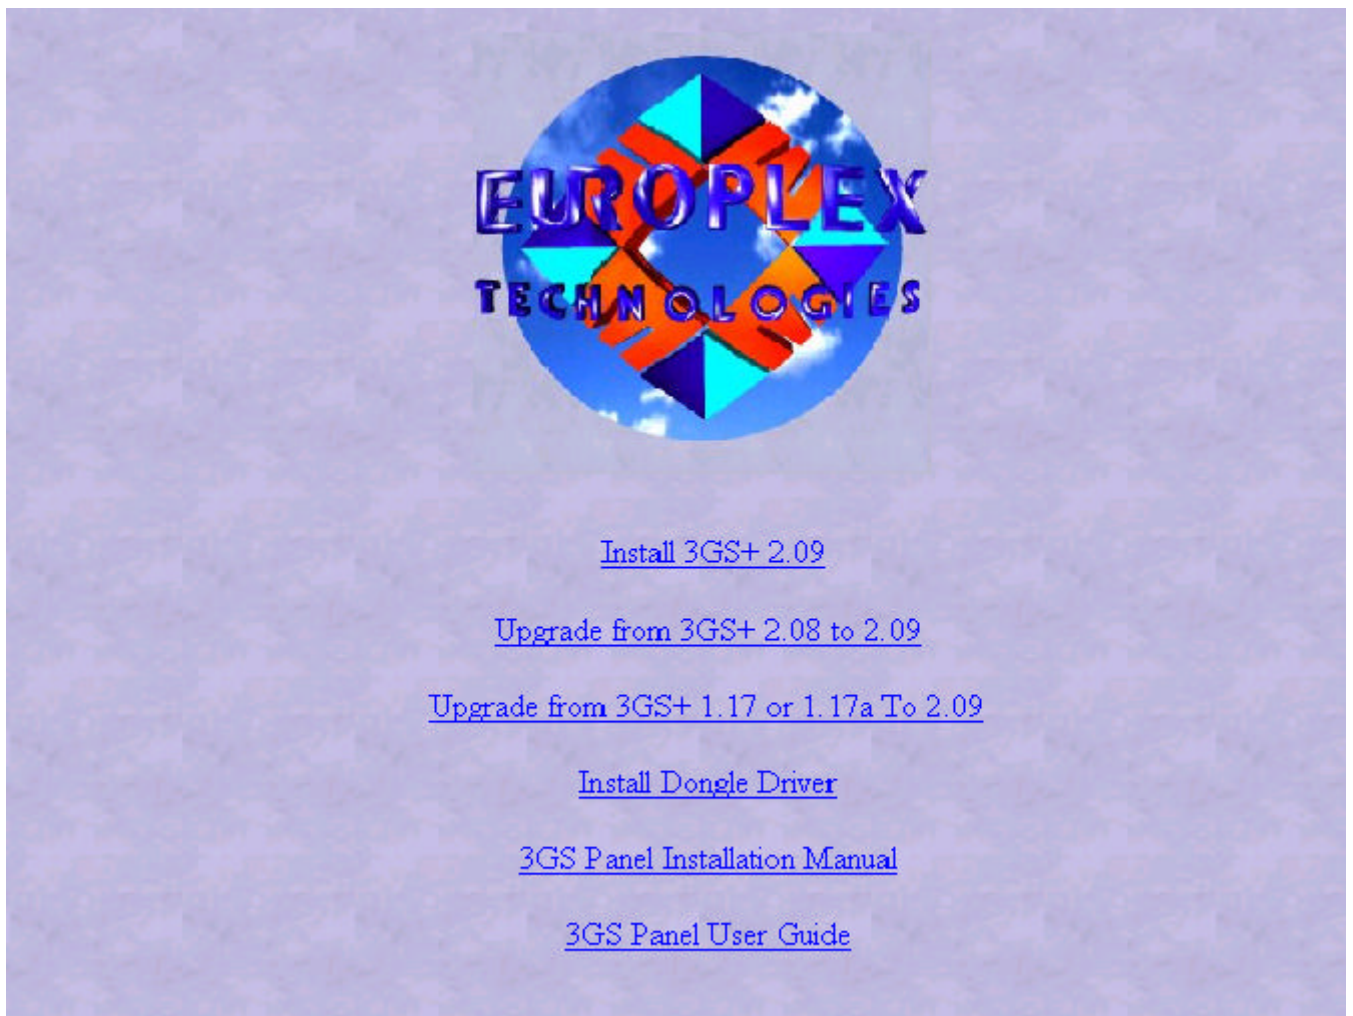 EUROPLEX
TECHNOLOGIES
Install 3GS+ 2.09
Upgrade from 3GS+ 2.08 to 2.09
Upgrade from 3GS+ 1.17 or 1.17a To 2.09
Install Dongle Driver
3GS Panel Installation Manual
3GS Panel User Guide